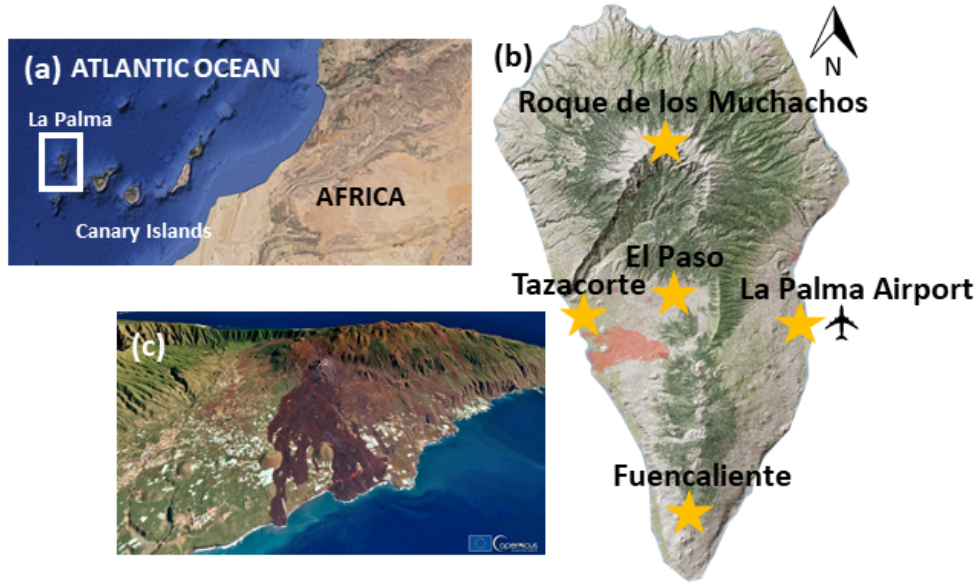 (a) ATLANTIC OCEAN
La Palma
AFRICA
Canary Islands
(b)
N
Roque de los Muchachos
El Paso
Tazacorte
La Palma Airport
Fuencaliente
(c)
Copernicus